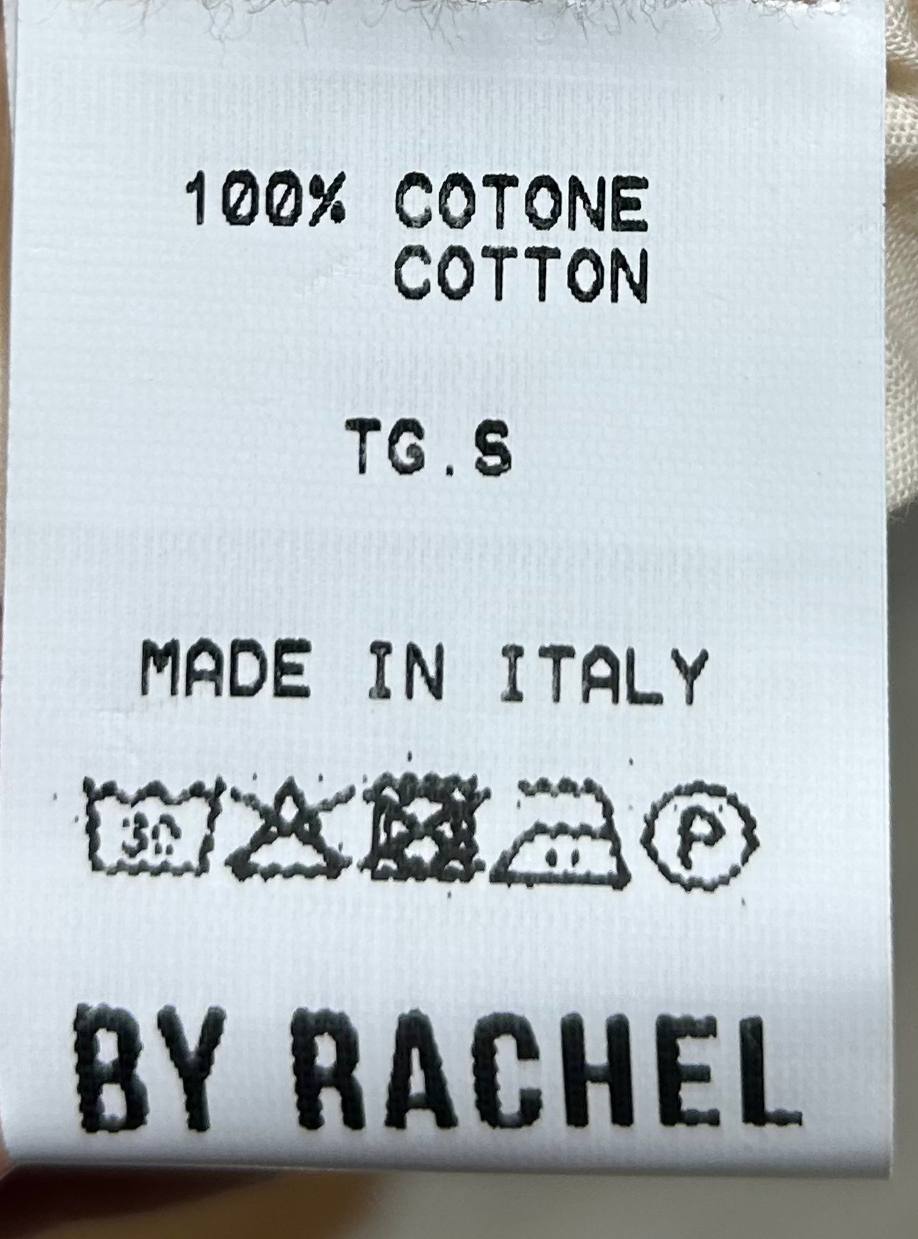 100% COTONE
COTTON
TG.S
MADE IN ITALY
30
P
BY RACHEL